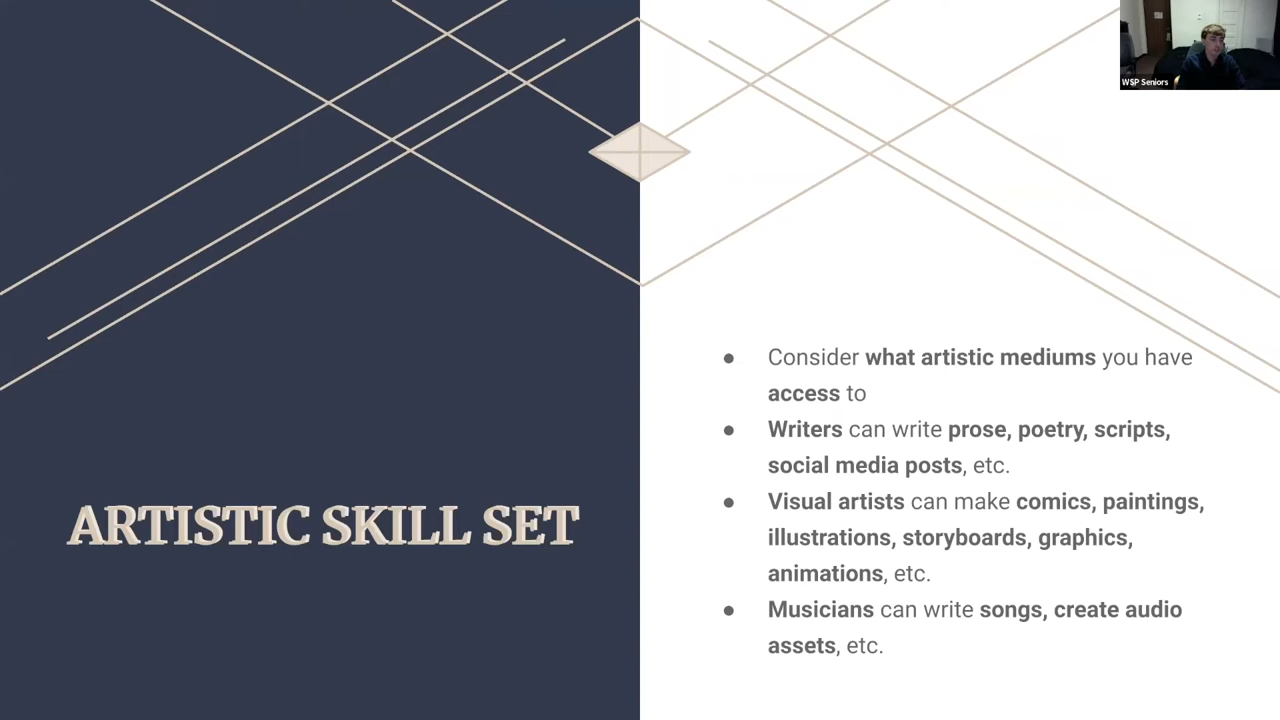 W$P Seniors
ARTISTIC SKILL SET
● Consider what artistic mediums you have
access to
● Writers can write prose, poetry, scripts,
social media posts, etc.
● Visual artists can make comics, paintings,
illustrations, storyboards, graphics,
animations, etc.
● Musicians can write songs, create audio
assets, etc.